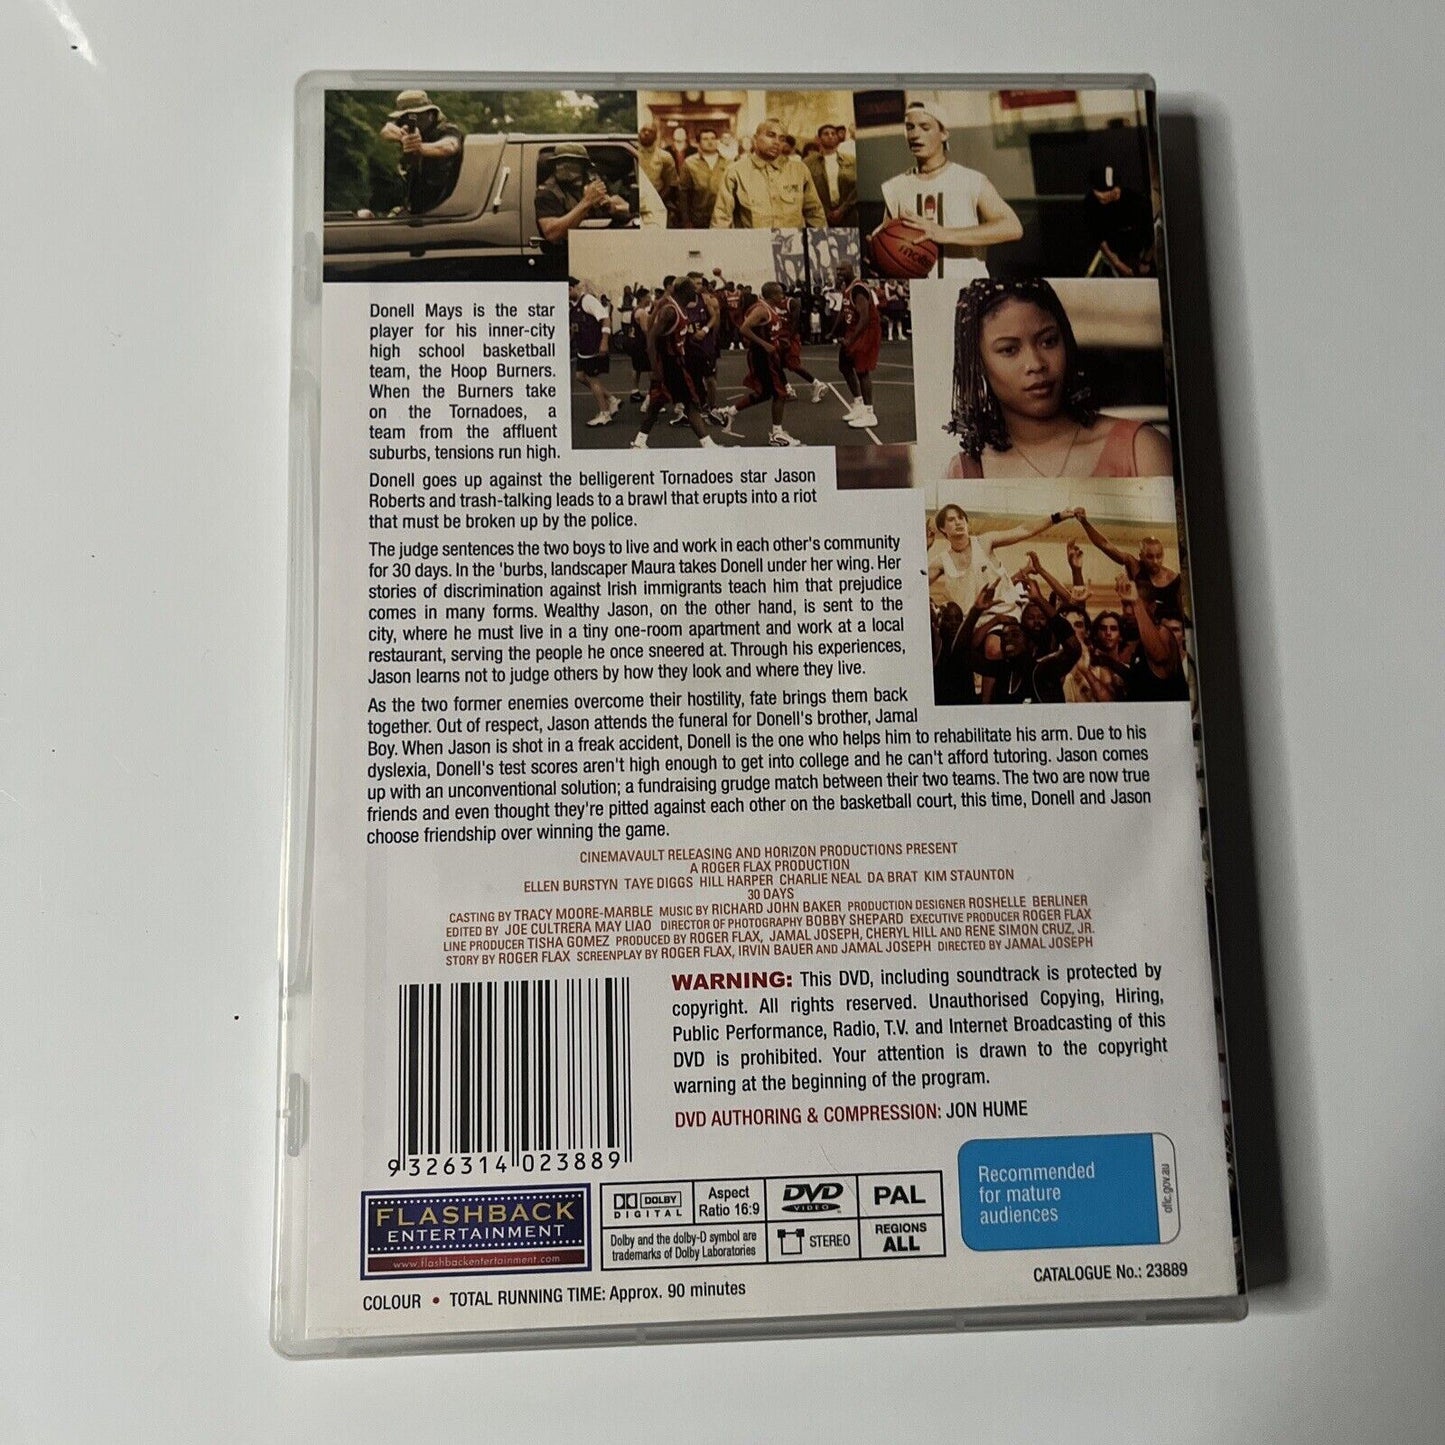 Donell Mays is the star
player for his inner-city
high school basketball
team, the Hoop Burners.
When the Burners take
on the Tornadoes, a
team from the affluent
suburbs, tensions run high.
Donell goes up against the belligerent Tornadoes star Jason
Roberts and trash-talking leads to a brawl that erupts into a riot
that must be broken up by the police.
The judge sentences the two boys to live and work in each other's community
for 30 days. In the 'burbs, landscaper Maura takes Donell under her wing. Her
stories of discrimination against Irish immigrants teach him that prejudice
comes in many forms. Wealthy Jason, on the other hand, is sent to the
city, where he must live in a tiny one-room apartment and work at a local
restaurant, serving the people he once sneered at. Through his experiences,
Jason learns not to judge others by how they look and where they live.
As the two former enemies overcome their hostility, fate brings them back
together. Out of respect, Jason attends the funeral for Donell's brother, Jamal
Boy. When Jason is shot in a freak accident, Donell is the one who helps him to rehabilitate his arm. Due to his
dyslexia, Donell's test scores aren't high enough to get into college and he can't afford tutoring. Jason comes
up with an unconventional solution; a fundraising grudge match between their two teams. The two are now true
friends and even thought they're pitted against each other on the basketball court, this time, Donell and Jason
choose friendship over winning the game.
CINEMAVAULT RELEASING AND HORIZON PRODUCTIONS PRESENT
A ROGER FLAX PRODUCTION
ELLEN BURSTYN TAYE DIGGS HILL HARPER CHARLIE NEAL DA BRAT KIM STAUNTON
30 DAYS
CASTING BY TRACY MOORE-MARBLE MUSIC BY RICHARD JOHN BAKER PRODUCTION DESIGNER ROSHELLE BERLINER
EDITED BY JOE CULTRERA MAY LIAO DIRECTOR OF PHOTOGRAPHY BOBBY SHEPARD EXECUTIVE PRODUCER ROGER FLAX
LINE PRODUCER TISHA GOMEZ PRODUCED BY ROGER FLAX, JAMAL JOSEPH, CHERYL HILL AND RENE SIMON CRUZ, JR.
STORY BY ROGER FLAX SCREENPLAY BY ROGER FLAX, IRVIN BAUER AND JAMAL JOSEPH DIRECTED BY JAMAL JOSEPH
WARNING: This DVD, including soundtrack is protected by
copyright. All rights reserved. Unauthorised Copying, Hiring,
Public Performance, Radio, T.V. and Internet Broadcasting of this
DVD is prohibited. Your attention is drawn to the copyright
warning at the beginning of the program.
DVD AUTHORING & COMPRESSION: JON HUME
9 326314 023889
FLASHBACK
ENTERTAINMENT
www.flashbackentertainment.com
DOLBY
DIGITAL
Aspect
Ratio 16:9
DVD
VIDEO
PAL
Dolby and the dolby-D symbol are
trademarks of Dolby Laboratories
STEREO
REGIONS
ALL
Recommended
for mature
audiences
oflc.gov.au
CATALOGUE No.: 23889
COLOUR • TOTAL RUNNING TIME: Approx. 90 minutes